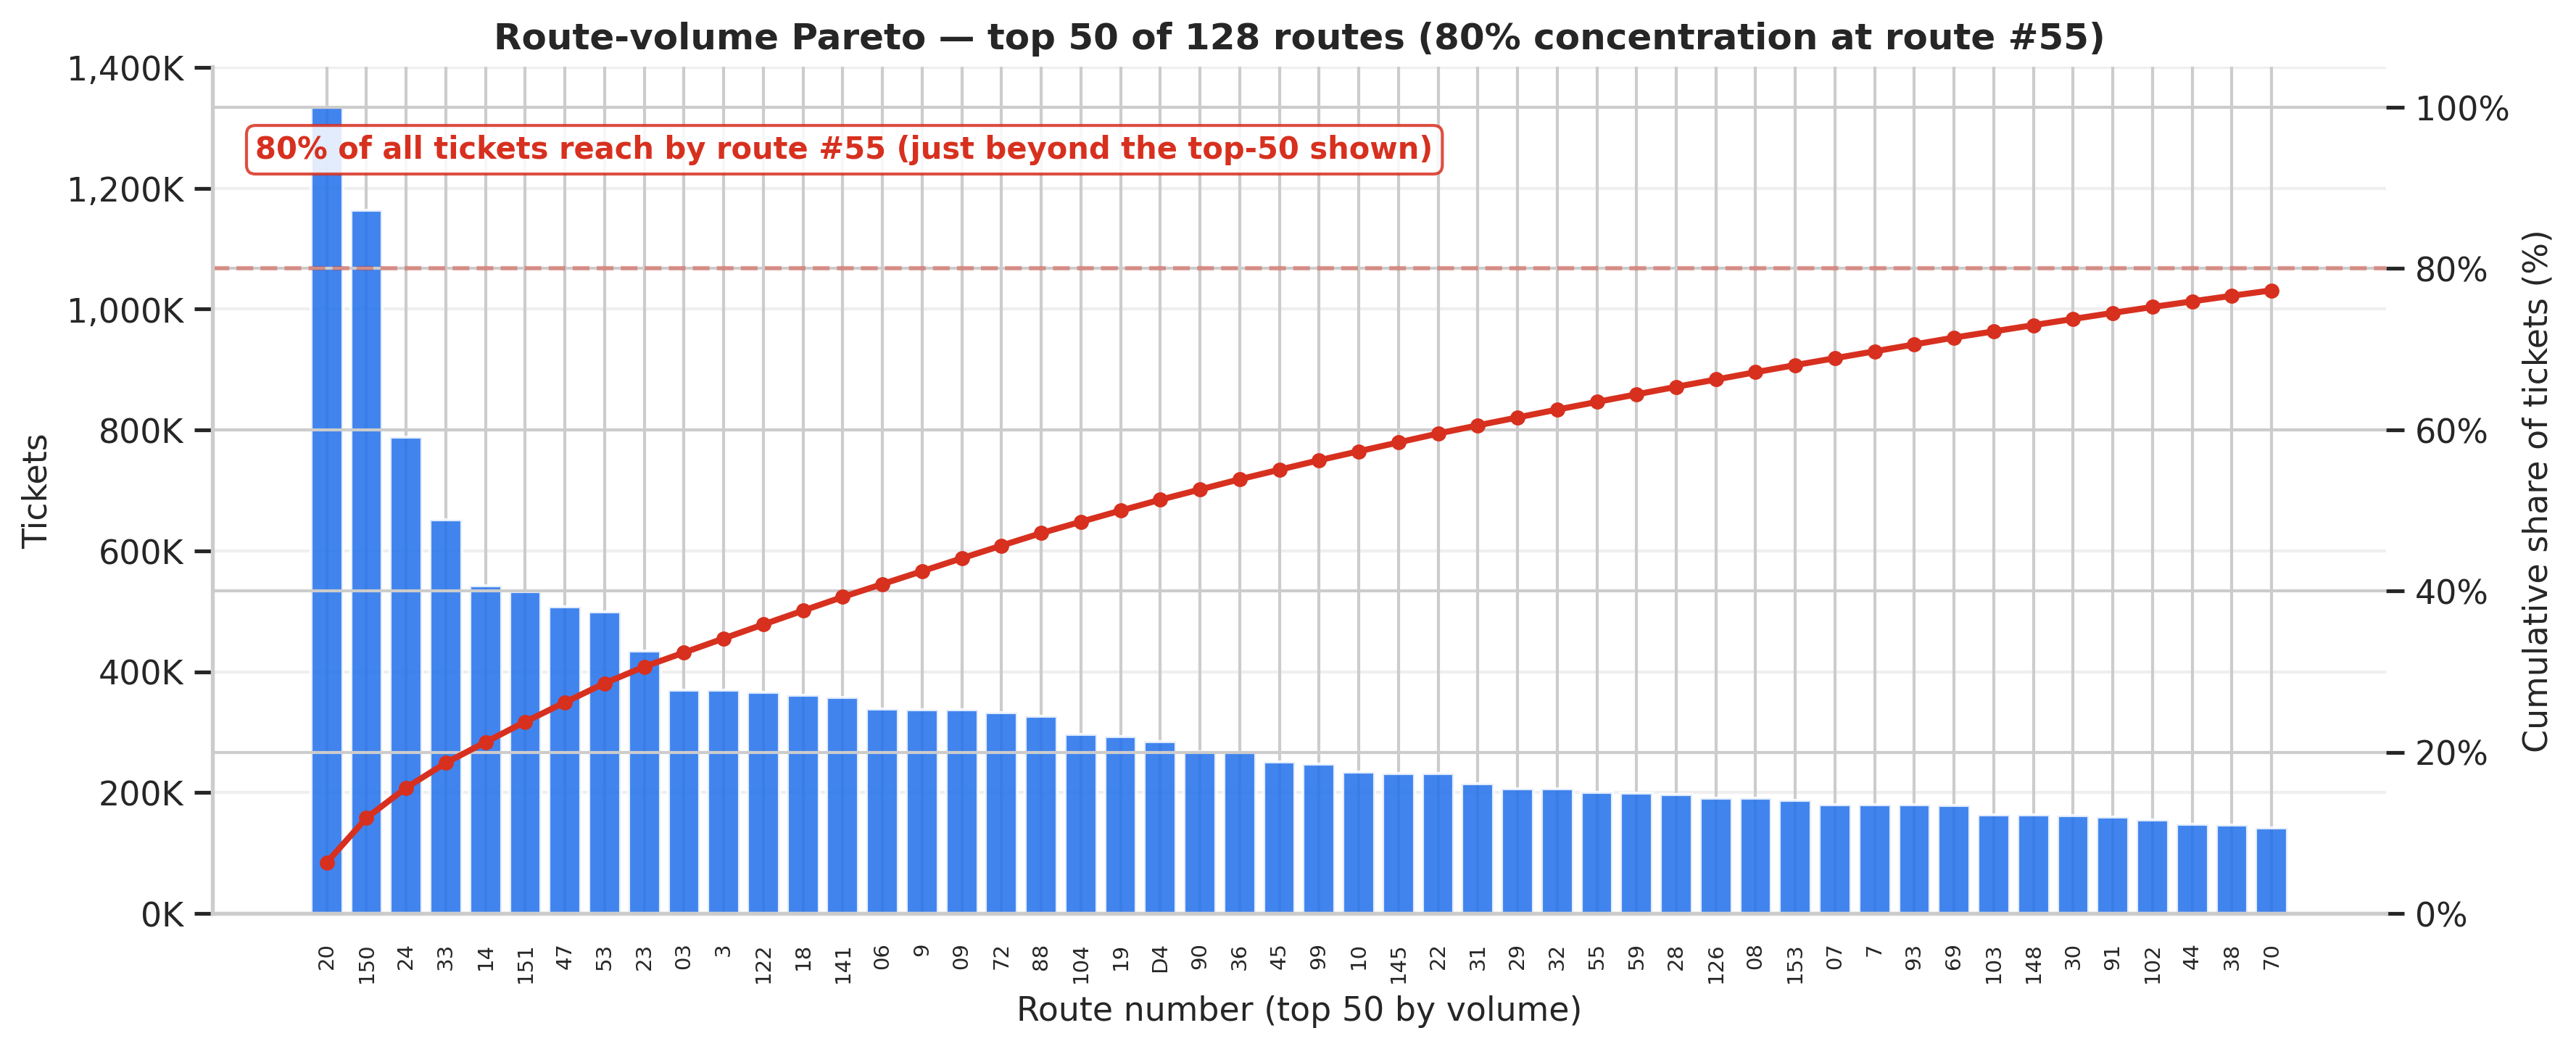 Route-volume Pareto — top 50 of 128 routes (80% concentration at route #55)
80% of all tickets reach by route #55 (just beyond the top-50 shown)
Tickets
1,400K
1,200K
1,000K
800K
600K
400K
200K
0K
100%
80%
60%
40%
20%
0%
Cumulative share of tickets (%)
20 150 24 33 14 151 47 53 23 03 3 122 18 141 06 9 09 72 88 104 19 D4 90 36 45 99 10 145 22 31 29 32 55 59 28 126 08 153 07 7 93 69 103 148 30 91 102 44 38 70
Route number (top 50 by volume)